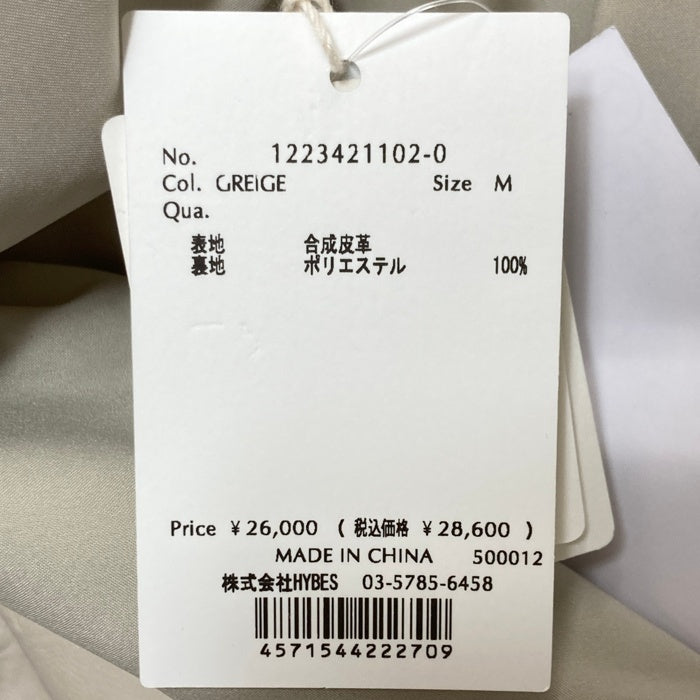 No. 1223421102-0
Col. GREIGE Size M
Qua.
表地 合成皮革
裏地 ポリエステル 100%
Price ¥26,000 ( 税込価格 ¥28,600 )
MADE IN CHINA 500012
株式会社HYBES 03-5785-6458
4571544222709